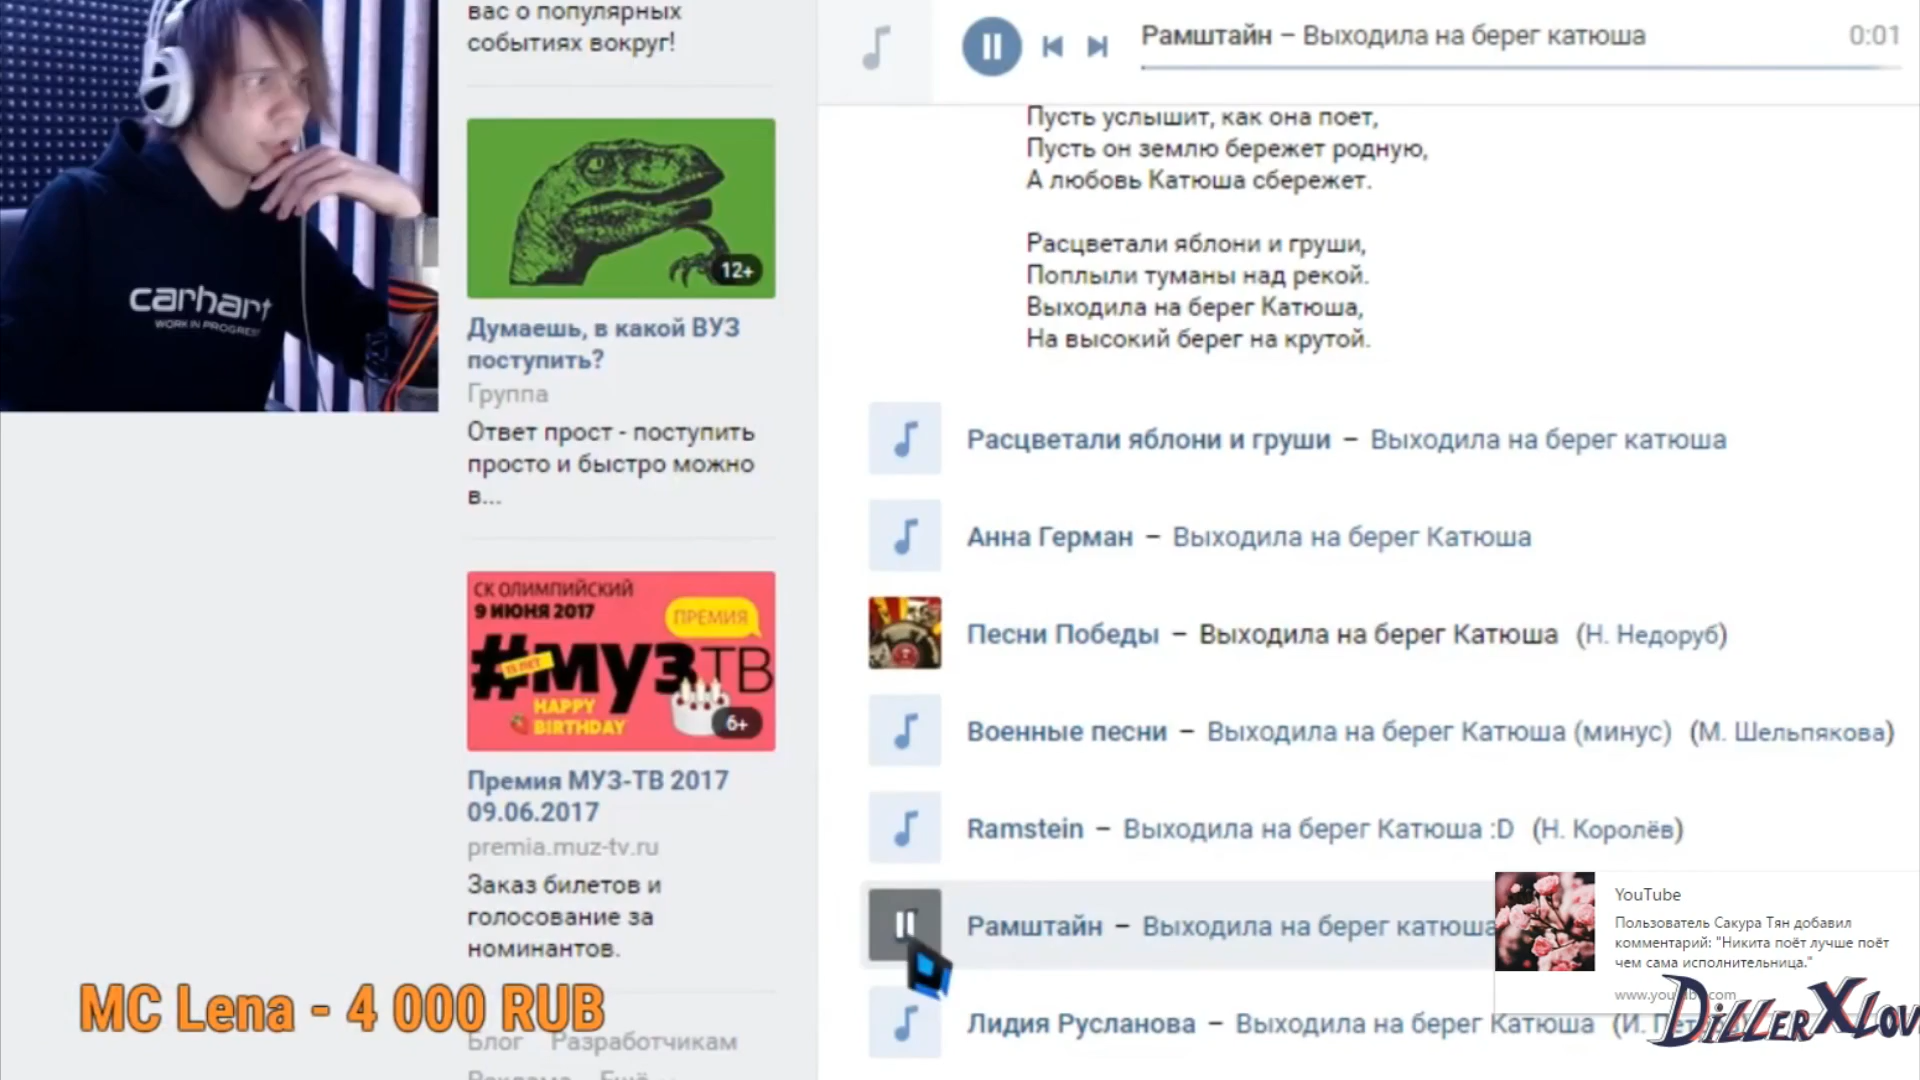 вас о популярных
событиях вокруг!
12+
Думаешь, в какой ВУЗ
поступить?
Группа
Ответ прост - поступить
просто и быстро можно
в...
СК ОЛИМПИЙСКИЙ
9 ИЮНЯ 2017
ПРЕМИЯ
#МУЗТВ
HAPPY
BIRTHDAY
6+
Премия МУЗ-ТВ 2017
09.06.2017
premia.muz-tv.ru
Заказ билетов и
голосование за
номинантов.
Блог Разработчикам
Реклама
carhart
WORK IN PROGRESS
MC Lena - 4 000 RUB
Рамштайн – Выходила на берег катюша 0:01
Пусть услышит, как она поет,
Пусть он землю бережет родную,
А любовь Катюша сбережет.
Расцветали яблони и груши,
Поплыли туманы над рекой.
Выходила на берег Катюша,
На высокий берег на крутой.
Расцветали яблони и груши – Выходила на берег катюша
Анна Герман – Выходила на берег Катюша
Песни Победы – Выходила на берег Катюша (Н. Недоруб)
Военные песни – Выходила на берег Катюша (минус) (М. Шельпякова)
Ramstein – Выходила на берег Катюша :D (Н. Королёв)
Рамштайн – Выходила на берег катюша
Лидия Русланова – Выходила на берег Катюша
YouTube
Пользователь Сакура Тян добавил
комментарий: "Никита поёт лучше поёт
чем сама исполнительница."
DILLERXLOV